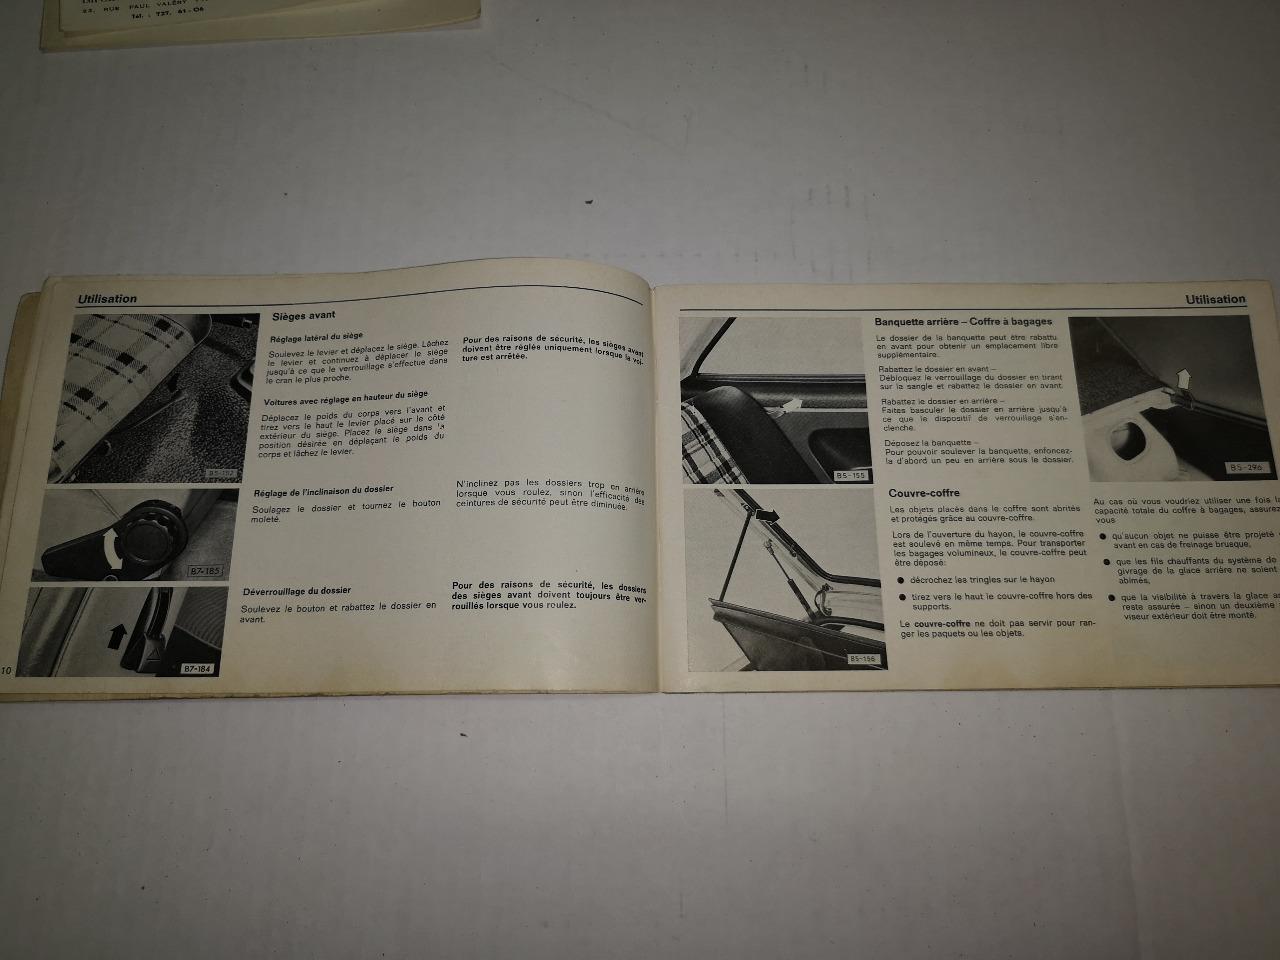 22, RUE PAUL VALÉRY
Tél. : 727. 61-06
Utilisation
B5-152
B7-185
B7-184
10
Sièges avant
Réglage latéral du siège
Soulevez le levier et déplacez le siège. Lâchez
le levier et continuez à déplacer le siège
jusqu'à ce que le verrouillage s'effectue dans
le cran le plus proche.
Voitures avec réglage en hauteur du siège
Déplacez le poids du corps vers l'avant et
tirez vers le haut le levier placé sur le côté
extérieur du siège. Placez le siège dans la
position désirée en déplaçant le poids du
corps et lâchez le levier.
Réglage de l'inclinaison du dossier
Soulagez le dossier et tournez le bouton
moleté.
Déverrouillage du dossier
Soulevez le bouton et rabattez le dossier en
avant.
Pour des raisons de sécurité, les sièges avant
doivent être réglés uniquement lorsque la voi-
ture est arrêtée.
N'inclinez pas les dossiers trop en arrière
lorsque vous roulez, sinon l'efficacité des
ceintures de sécurité peut être diminuée.
Pour des raisons de sécurité, les dossiers
des sièges avant doivent toujours être ver-
rouillés lorsque vous roulez.
Utilisation
B5-155
B5-156
Banquette arrière – Coffre à bagages
Le dossier de la banquette peut être rabattu
en avant pour obtenir un emplacement libre
supplémentaire.
Rabattez le dossier en avant –
Débloquez le verrouillage du dossier en tirant
sur la sangle et rabattez le dossier en avant.
Rabattez le dossier en arrière –
Faites basculer le dossier en arrière jusqu'à
ce que le dispositif de verrouillage s'en-
clenche.
Déposez la banquette –
Pour pouvoir soulever la banquette, enfoncez-
la d'abord un peu en arrière sous le dossier.
Couvre-coffre
Les objets placés dans le coffre sont abrités
et protégés grâce au couvre-coffre.
Lors de l'ouverture du hayon, le couvre-coffre
est soulevé en même temps. Pour transporter
les bagages volumineux, le couvre-coffre peut
être déposé:
● décrochez les tringles sur le hayon
● tirez vers le haut le couvre-coffre hors des
supports.
Le couvre-coffre ne doit pas servir pour ran-
ger les paquets ou les objets.
B5-296
Au cas où vous voudriez utiliser une fois la
capacité totale du coffre à bagages, assurez
vous
● qu'aucun objet ne puisse être projeté
avant en cas de freinage brusque,
● que les fils chauffants du système de
givrage de la glace arrière ne soient
abîmés,
● que la visibilité à travers la glace
reste assurée – sinon un deuxième
viseur extérieur doit être monté.